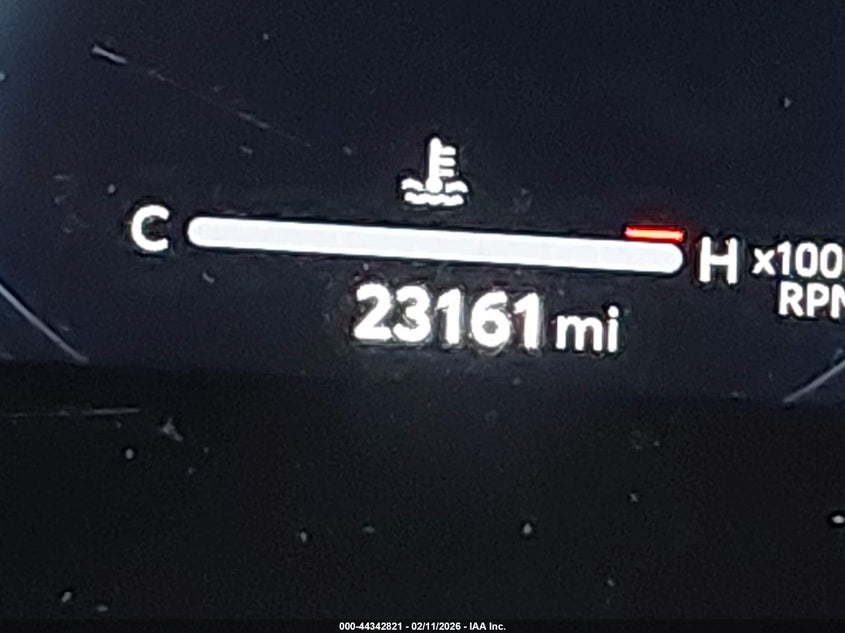 C H x100
RPM
23161 mi
000-44342821 - 02/11/2026 - IAA Inc.